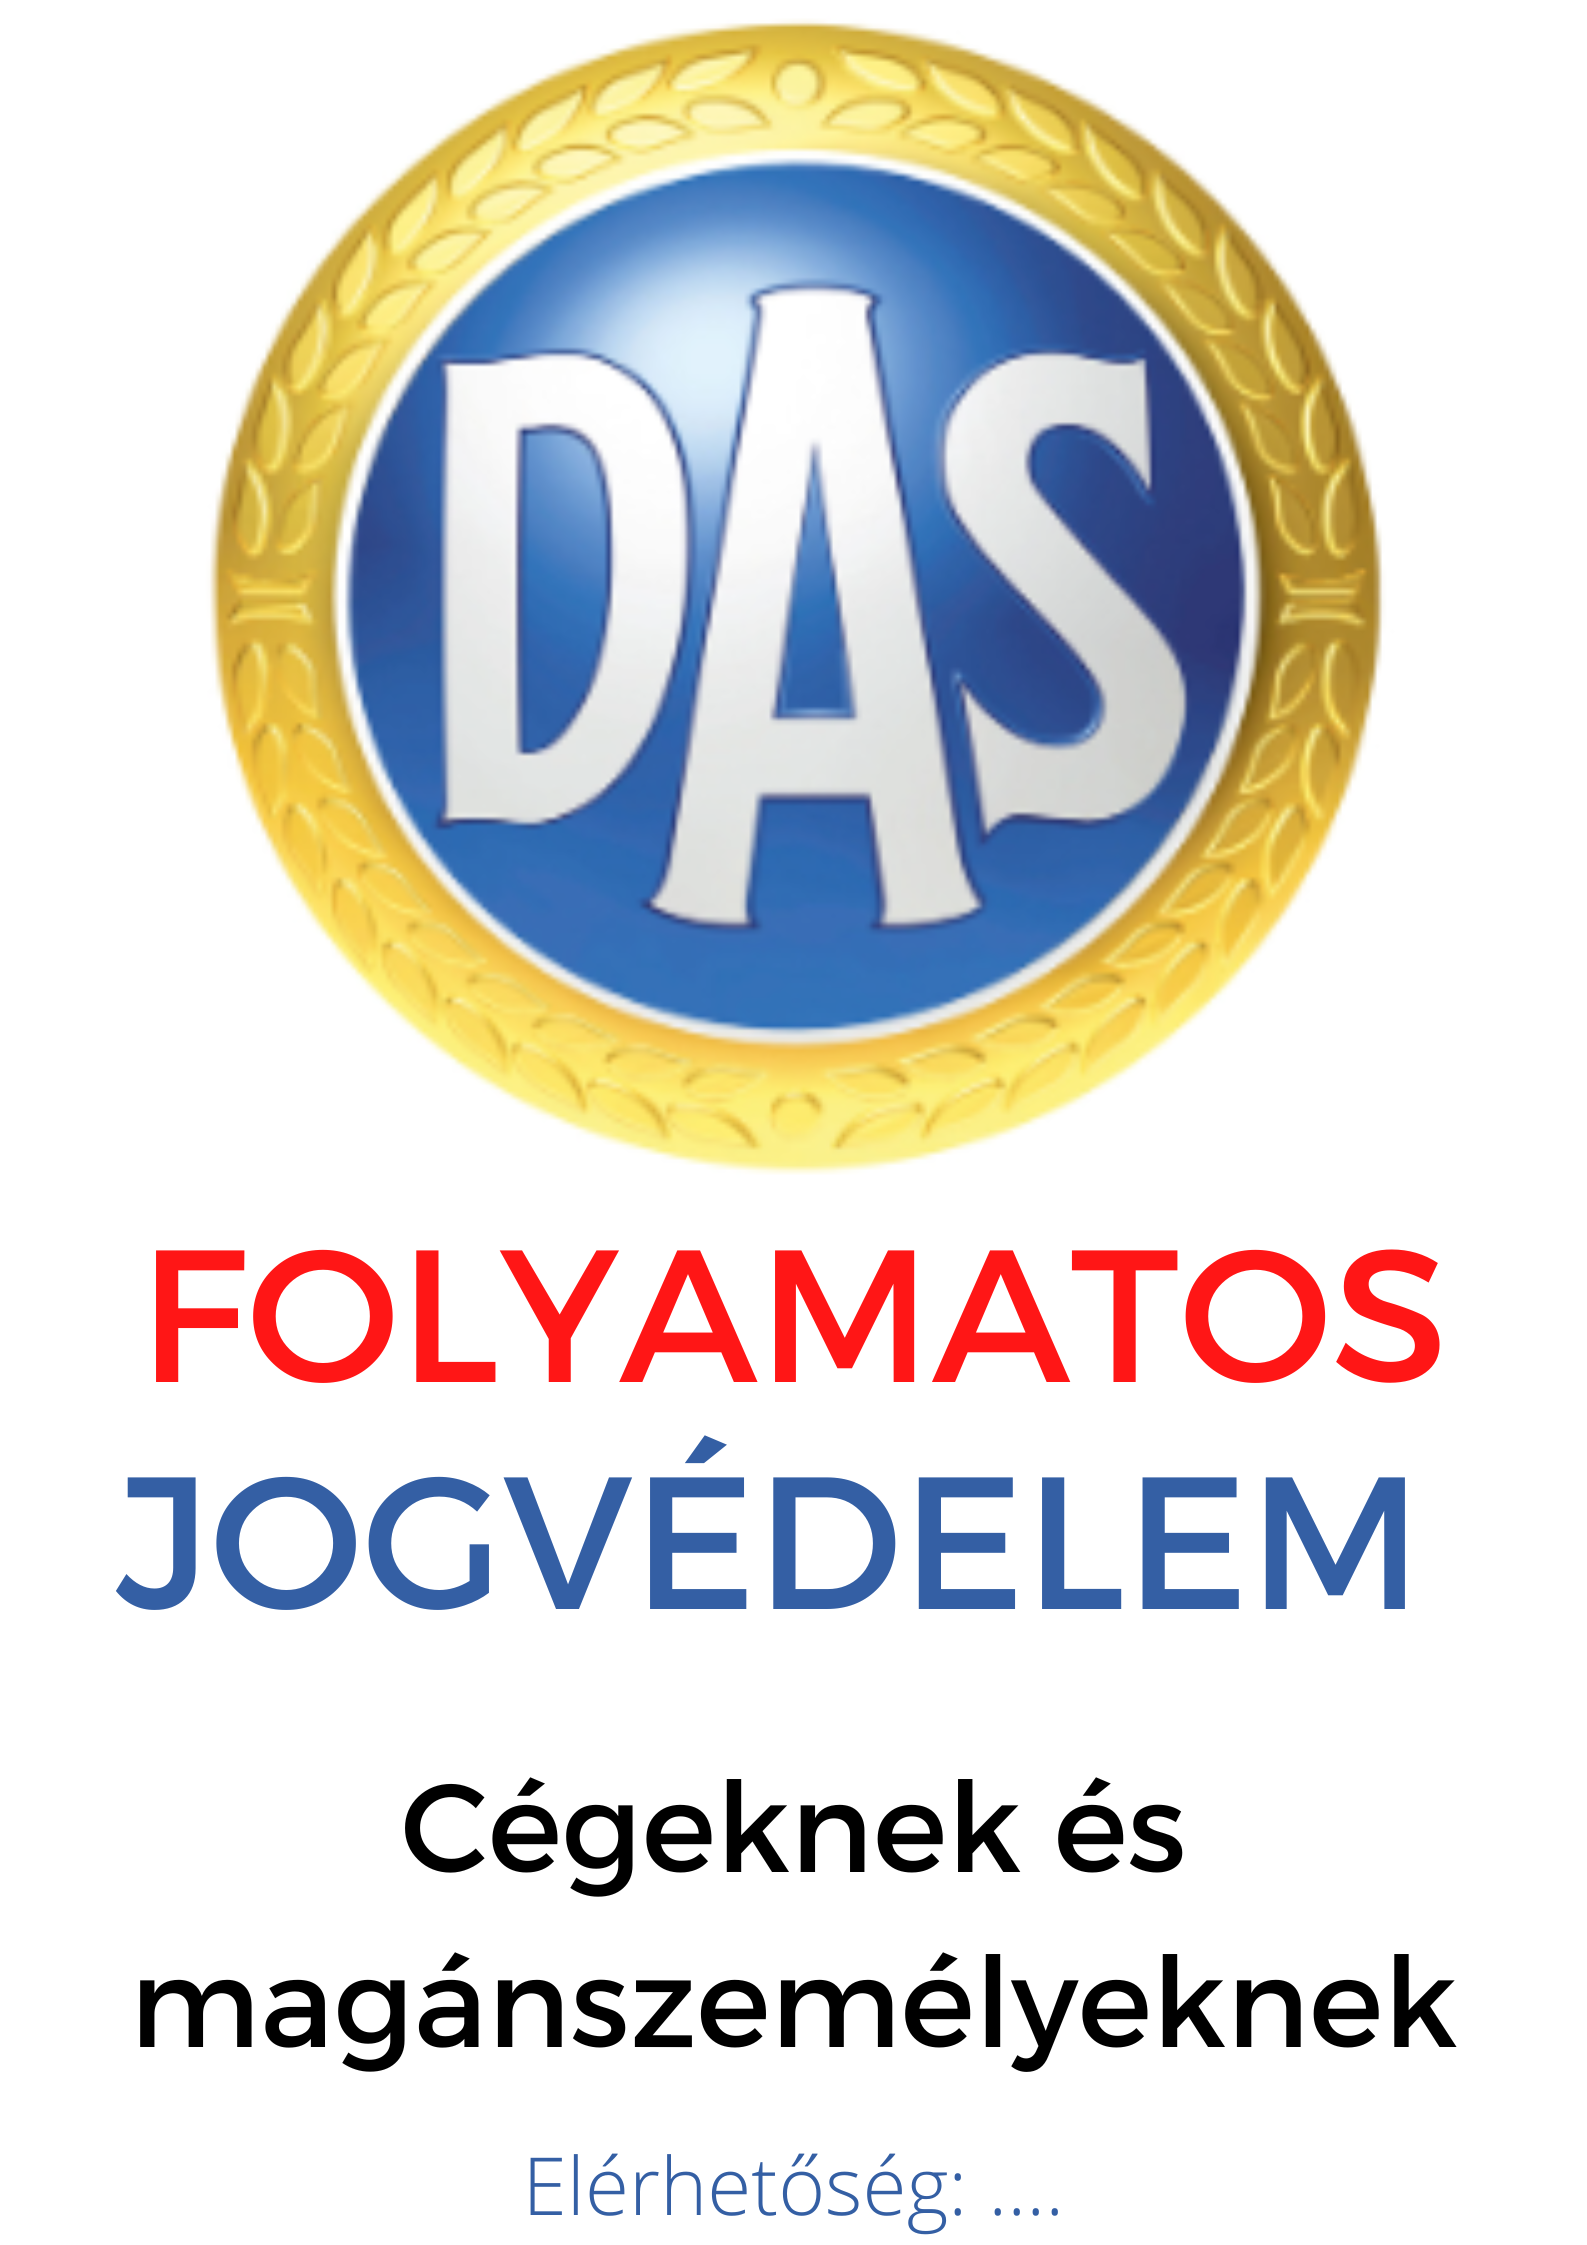 DAS
FOLYAMATOS
JOGVÉDELEM
Cégeknek és
magánszemélyeknek
Elérhetőség: ....